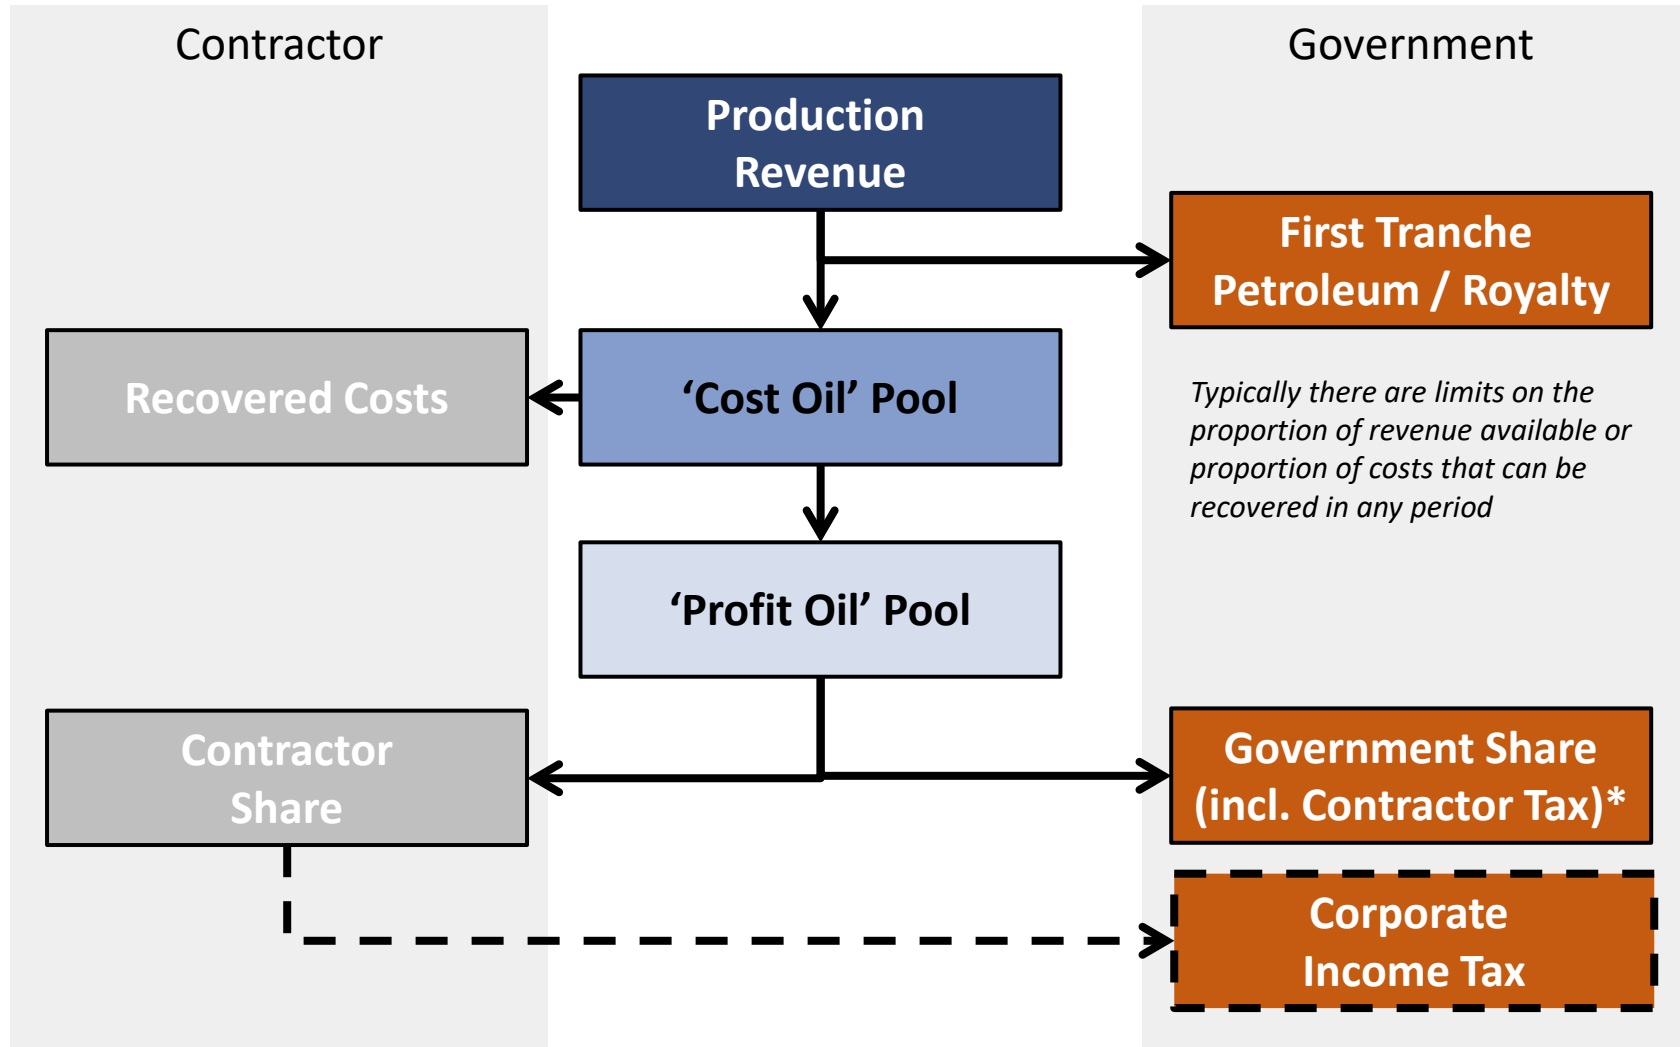 Contractor
Government
Production
Revenue
First Tranche
Petroleum / Royalty
Recovered Costs
‘Cost Oil’ Pool
Typically there are limits on the
proportion of revenue available or
proportion of costs that can be
recovered in any period
‘Profit Oil’ Pool
Contractor
Share
Government Share
(incl. Contractor Tax)*
Corporate
Income Tax